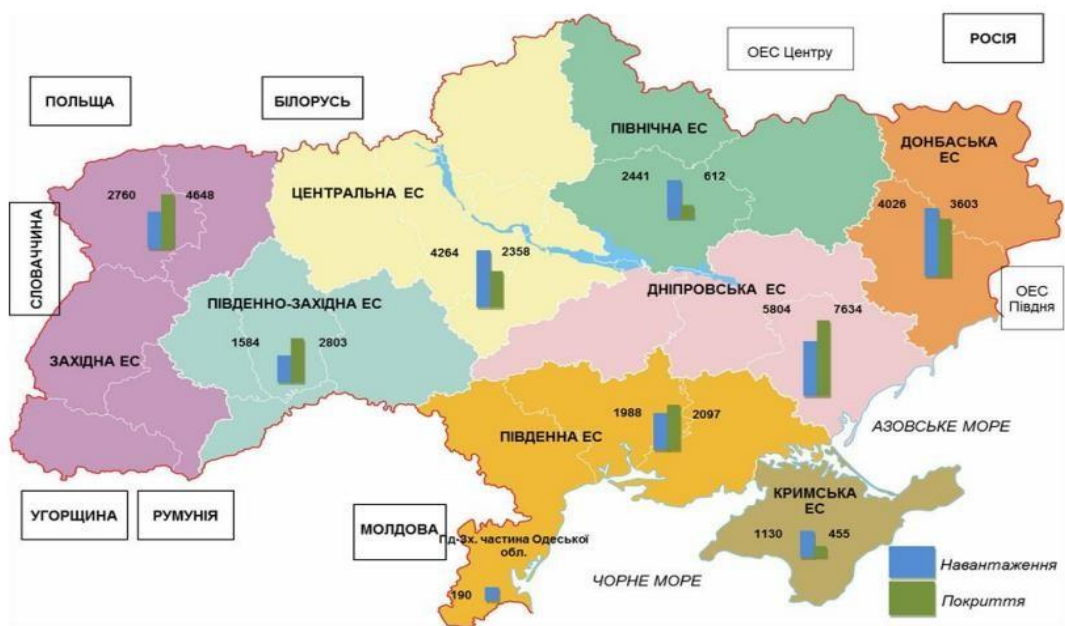 ОЕС Центру
РОСІЯ
ПОЛЬЩА
БІЛОРУСЬ
ПІВНІЧНА ЕС
ДОНБАСЬКА
ЕС
2441
612
2760
4648
ЦЕНТРАЛЬНА ЕС
4026
3603
СЛОВАЧЧИНА
4264
2358
ДНІПРОВСЬКА ЕС
ОЕС
Півдня
ПІВДЕННО-ЗАХІДНА ЕС
5804
7634
1584
2803
ЗАХІДНА ЕС
1988
2097
АЗОВСЬКЕ МОРЕ
ПІВДЕННА ЕС
КРИМСЬКА
ЕС
УГОРЩИНА
РУМУНІЯ
МОЛДОВА
1130
455
Пд-Зх. частина Одеської
обл.
190
ЧОРНЕ МОРЕ
Навантаження
Покриття